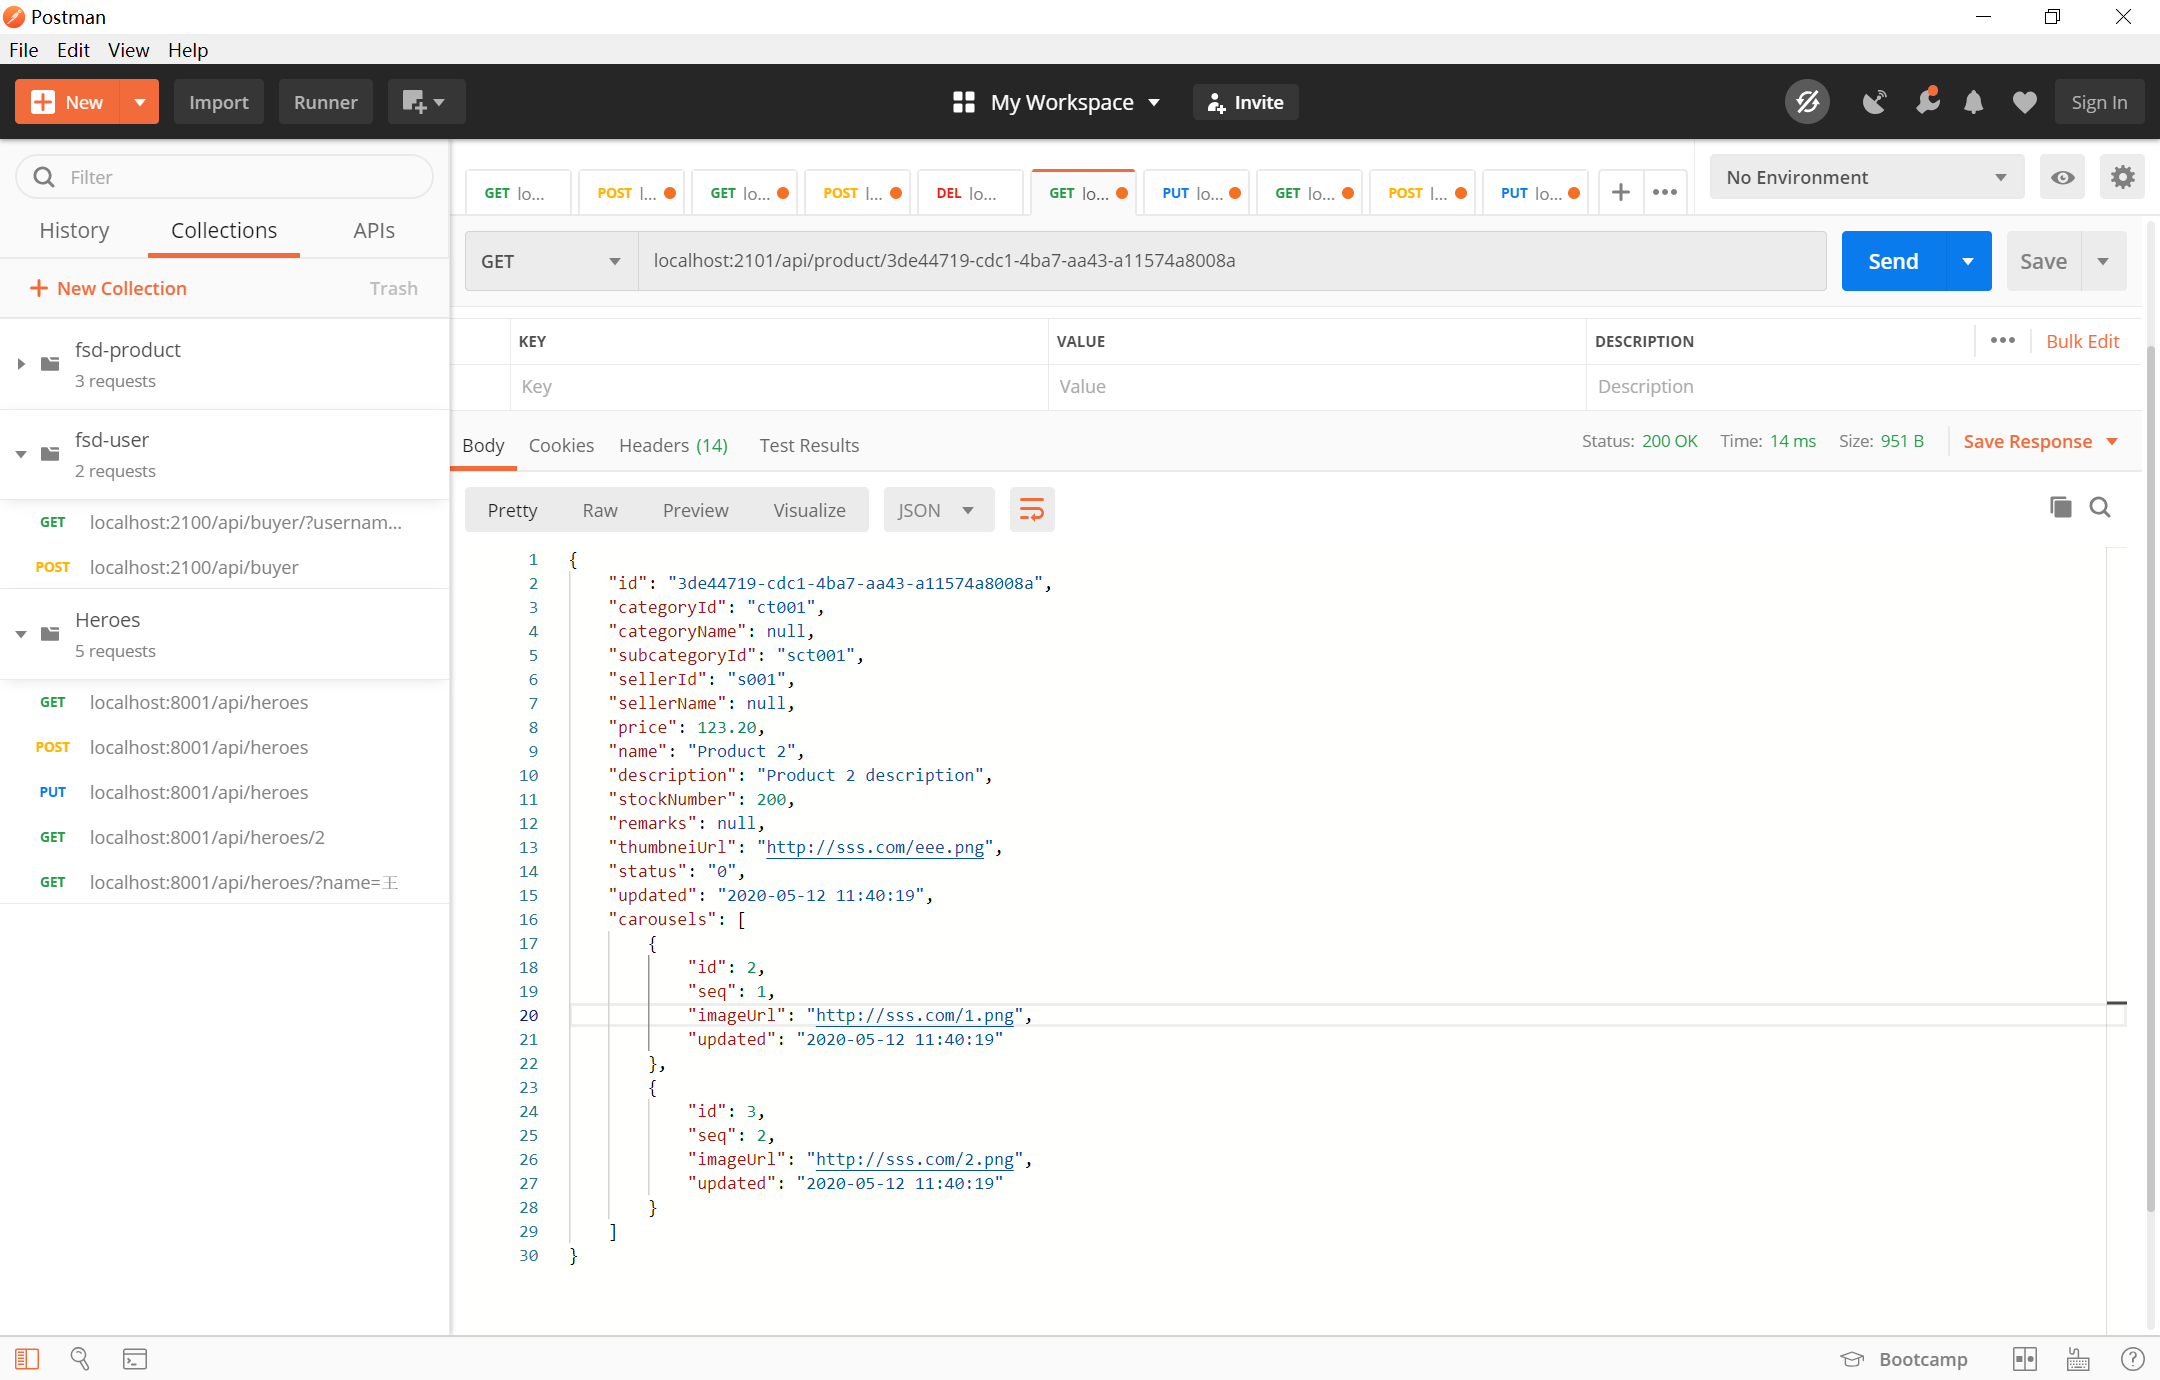 Postman
File Edit View Help
New Import Runner My Workspace Invite Sign In
Filter
History Collections APIs
New Collection Trash
fsd-product
3 requests
fsd-user
2 requests
GET localhost:2100/api/buyer/?usernam...
POST localhost:2100/api/buyer
Heroes
5 requests
GET localhost:8001/api/heroes
POST localhost:8001/api/heroes
PUT localhost:8001/api/heroes
GET localhost:8001/api/heroes/2
GET localhost:8001/api/heroes/?name=王
GET lo... POST l... GET lo... POST l... DEL lo... GET lo... PUT lo... GET lo... POST l... PUT lo...
No Environment
GET localhost:2101/api/product/3de44719-cdc1-4ba7-aa43-a11574a8008a Send Save
KEY VALUE DESCRIPTION Bulk Edit
Key Value Description
Body Cookies Headers (14) Test Results Status: 200 OK Time: 14 ms Size: 951 B Save Response
Pretty Raw Preview Visualize JSON
1 {
2 "id": "3de44719-cdc1-4ba7-aa43-a11574a8008a",
3 "categoryId": "ct001",
4 "categoryName": null,
5 "subcategoryId": "sct001",
6 "sellerId": "s001",
7 "sellerName": null,
8 "price": 123.20,
9 "name": "Product 2",
10 "description": "Product 2 description",
11 "stockNumber": 200,
12 "remarks": null,
13 "thumbneiUrl": "http://sss.com/eee.png",
14 "status": "0",
15 "updated": "2020-05-12 11:40:19",
16 "carousels": [
17 {
18 "id": 2,
19 "seq": 1,
20 "imageUrl": "http://sss.com/1.png",
21 "updated": "2020-05-12 11:40:19"
22 },
23 {
24 "id": 3,
25 "seq": 2,
26 "imageUrl": "http://sss.com/2.png",
27 "updated": "2020-05-12 11:40:19"
28 }
29 ]
30 }
Bootcamp